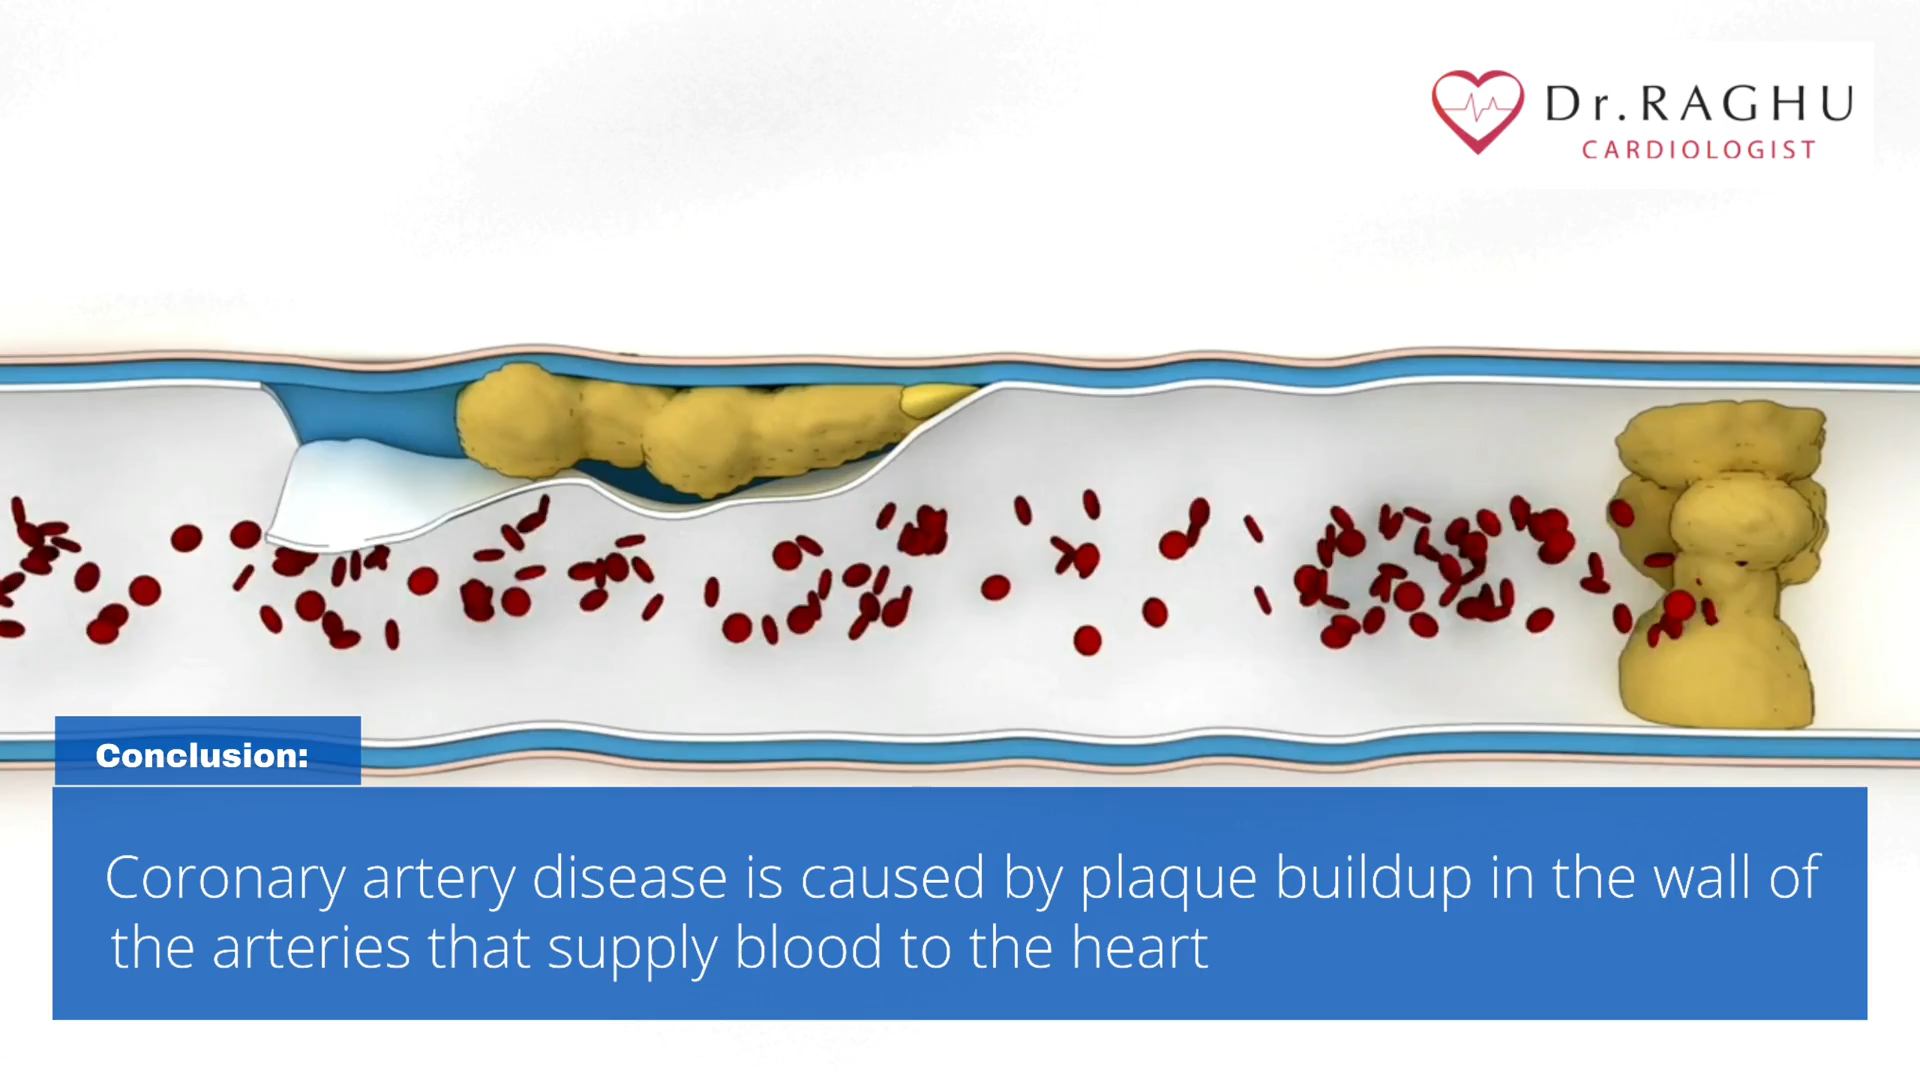 Dr.RAGHU
CARDIOLOGIST
Conclusion:
Coronary artery disease is caused by plaque buildup in the wall of
the arteries that supply blood to the heart